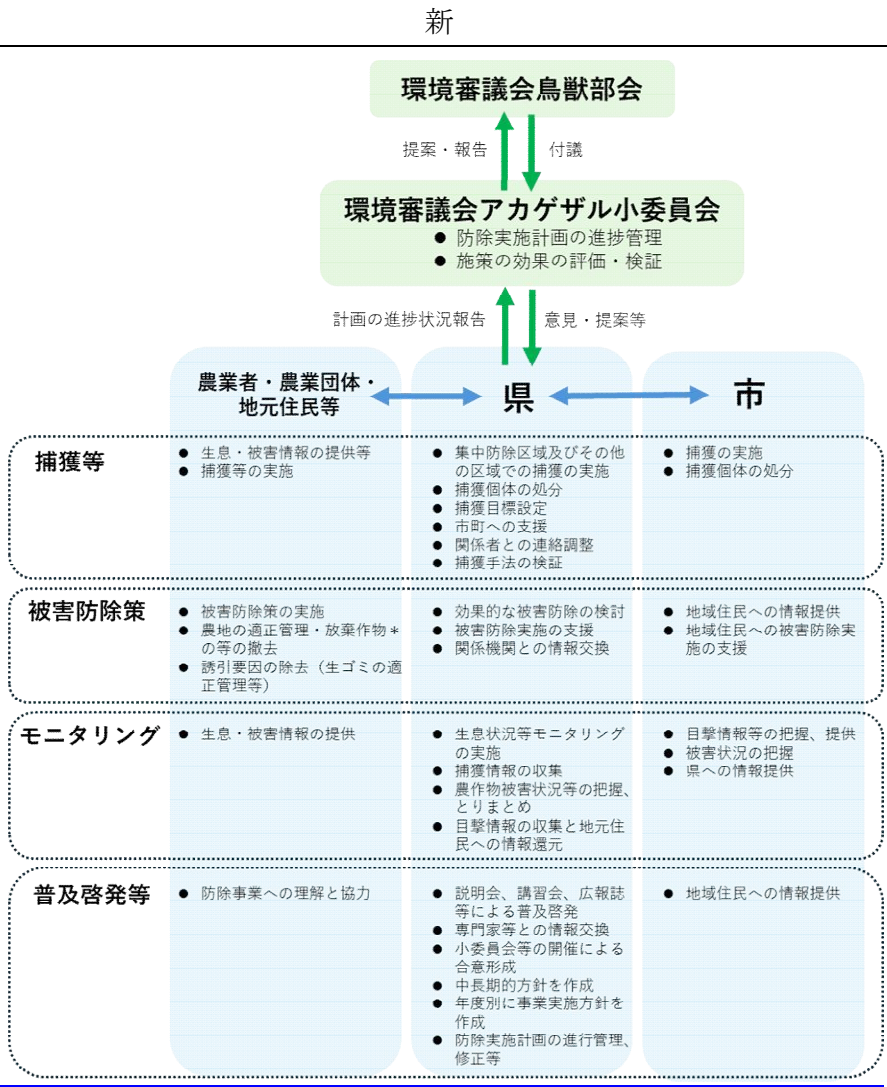 新
環境審議会鳥獣部会
提案・報告
付議
環境審議会アカゲザル小委員会
● 防除実施計画の進捗管理
● 施策の効果の評価・検証
計画の進捗状況報告
意見・提案等
農業者・農業団体・
地元住民等
県
市
捕獲等
● 生息・被害情報の提供等
● 捕獲等の実施
● 集中防除区域及びその他
の区域での捕獲の実施
● 捕獲個体の処分
● 捕獲目標設定
● 市町への支援
● 関係者との連絡調整
● 捕獲手法の検証
● 捕獲の実施
● 捕獲個体の処分
被害防除策
● 被害防除策の実施
● 農地の適正管理・放棄作物＊
の等の撤去
● 誘引要因の除去（生ゴミの適
正管理等）
● 効果的な被害防除の検討
● 被害防除実施の支援
● 関係機関との情報交換
● 地域住民への情報提供
● 地域住民への被害防除実
施の支援
モニタリング
● 生息・被害情報の提供
● 生息状況等モニタリング
の実施
● 捕獲情報の収集
● 農作物被害状況等の把握、
とりまとめ
● 目撃情報の収集と地元住
民への情報還元
● 目撃情報等の把握、提供
● 被害状況の把握
● 県への情報提供
普及啓発等
● 防除事業への理解と協力
● 説明会、講習会、広報誌
等による普及啓発
● 専門家等との情報交換
● 小委員会等の開催による
合意形成
● 中長期的方針を作成
● 年度別に事業実施方針を
作成
● 防除実施計画の進行管理、
修正等
● 地域住民への情報提供